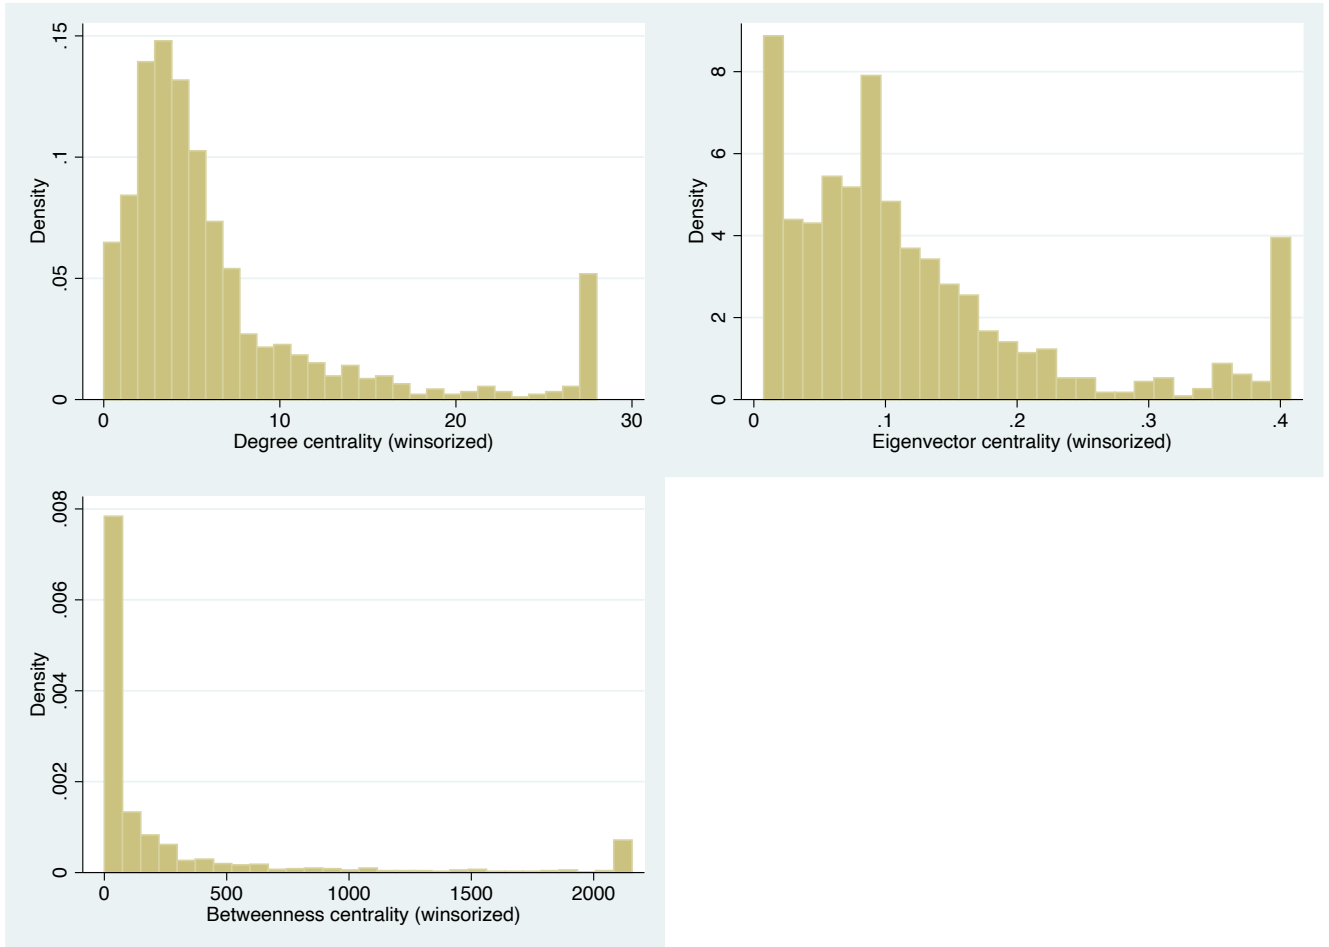 .15
.1
.05
0
Density
0 10 20 30
Degree centrality (winsorized)
8
6
4
2
0
Density
0 .1 .2 .3 .4
Eigenvector centrality (winsorized)
.008
.006
.004
.002
0
Density
0 500 1000 1500 2000
Betweenness centrality (winsorized)